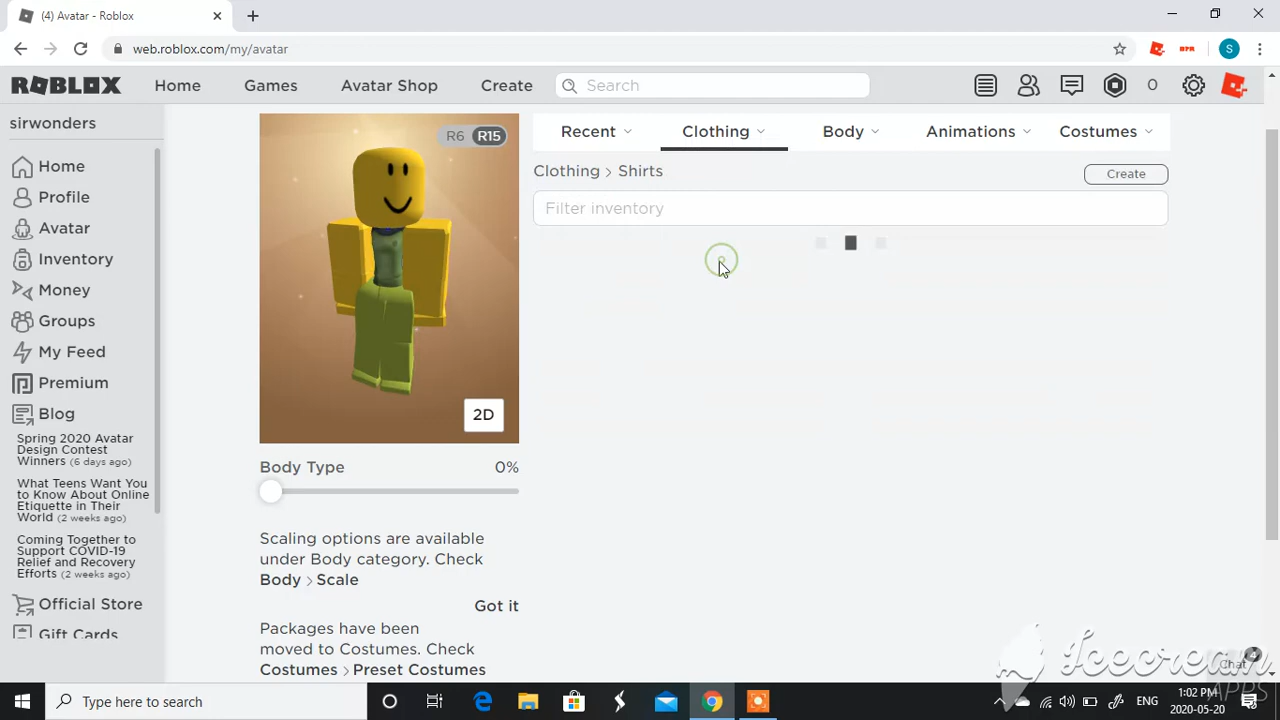 (4) Avatar - Roblox
web.roblox.com/my/avatar
S
ROBLOX
Home
Games
Avatar Shop
Create
Search
0
sirwonders
Home
Profile
Avatar
Inventory
Money
Groups
My Feed
Premium
Blog
Spring 2020 Avatar
Design Contest
Winners (6 days ago)
What Teens Want You
to Know About Online
Etiquette in Their
World (2 weeks ago)
Coming Together to
Support COVID-19
Relief and Recovery
Efforts (2 weeks ago)
Official Store
Gift Cards
R6 R15
2D
Body Type 0%
Scaling options are available
under Body category. Check
Body > Scale
Got it
Packages have been
moved to Costumes. Check
Costumes > Preset Costumes
Recent
Clothing
Body
Animations
Costumes
Clothing > Shirts
Create
Filter inventory
Icecream
APPS
Chat
4
Type here to search
ENG
1:02 PM
2020-05-20